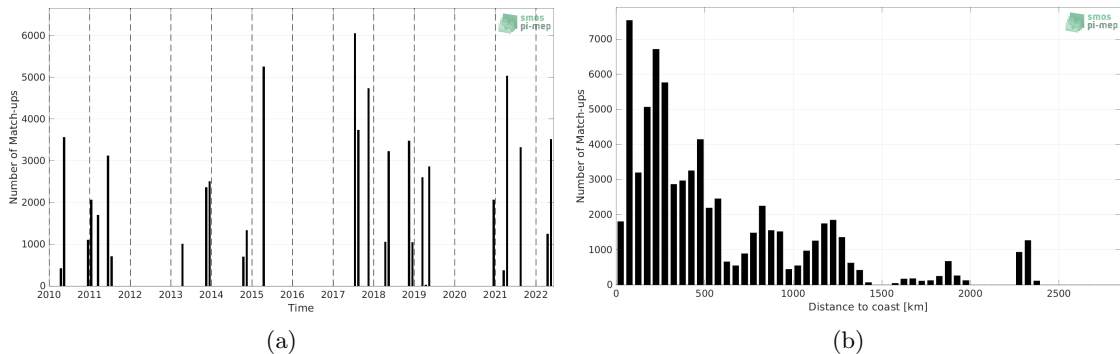 smos
pi-mep
6000
5000
4000
3000
2000
1000
0
Number of Match-ups
2010 2011 2012 2013 2014 2015 2016 2017 2018 2019 2020 2021 2022
Time
(a)
smos
pi-mep
7000
6000
5000
4000
3000
2000
1000
0
Number of Match-ups
0 500 1000 1500 2000 2500
Distance to coast [km]
(b)